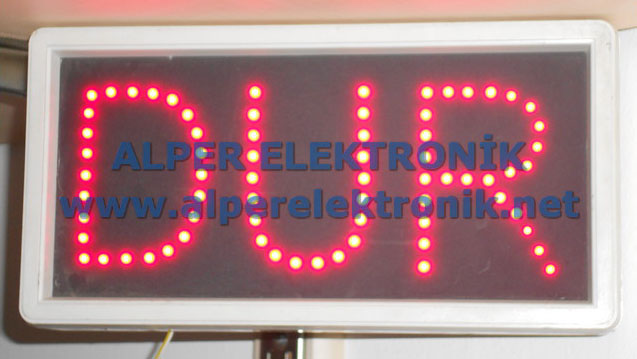 DUR
ALPER ELEKTRONİK
www.alperelektronik.net